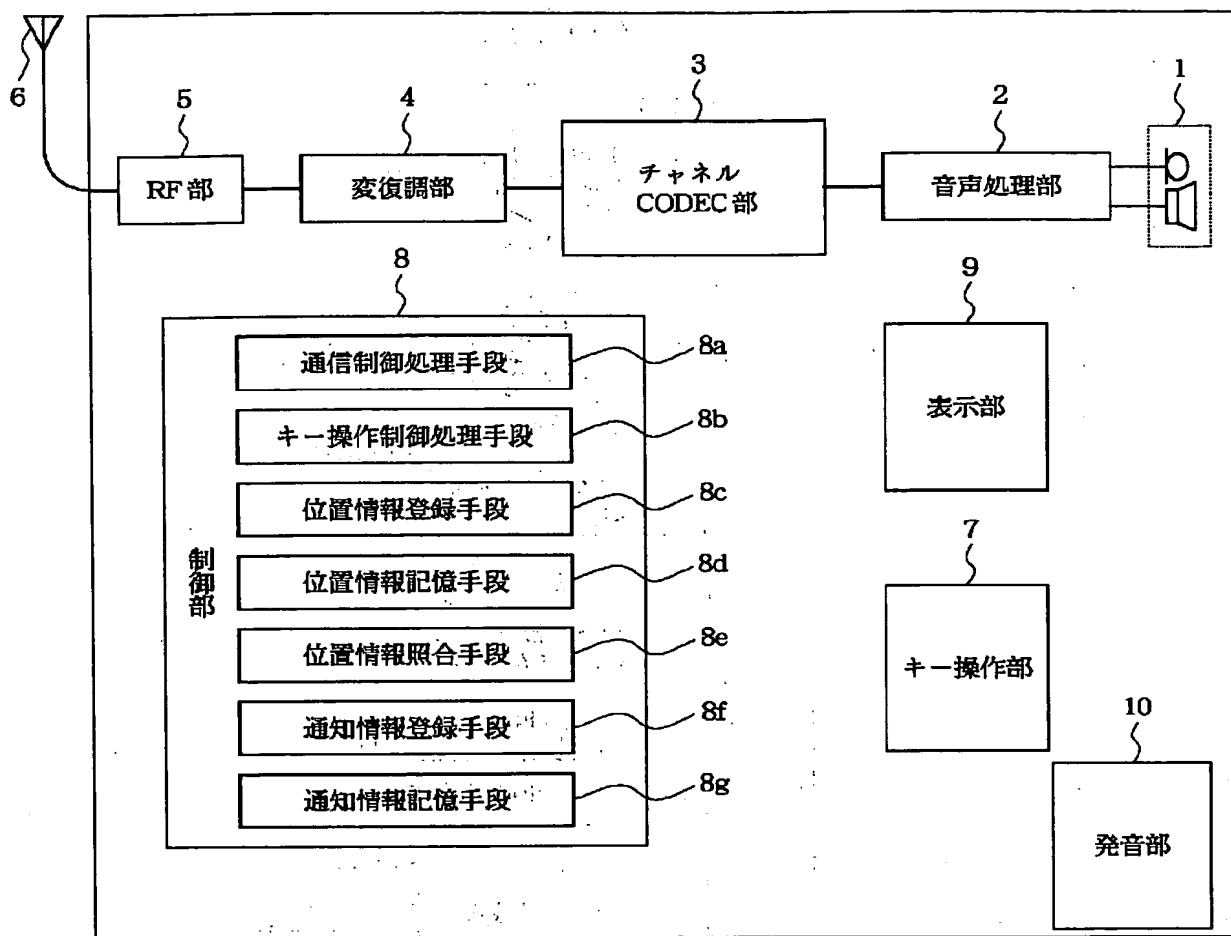 6
5
4
3
2
1
RF部
変復調部
チャネル
CODEC部
音声処理部
8
制御部
通信制御処理手段
8a
キー操作制御処理手段
8b
位置情報登録手段
8c
位置情報記憶手段
8d
位置情報照合手段
8e
通知情報登録手段
8f
通知情報記憶手段
8g
9
表示部
7
キー操作部
10
発音部